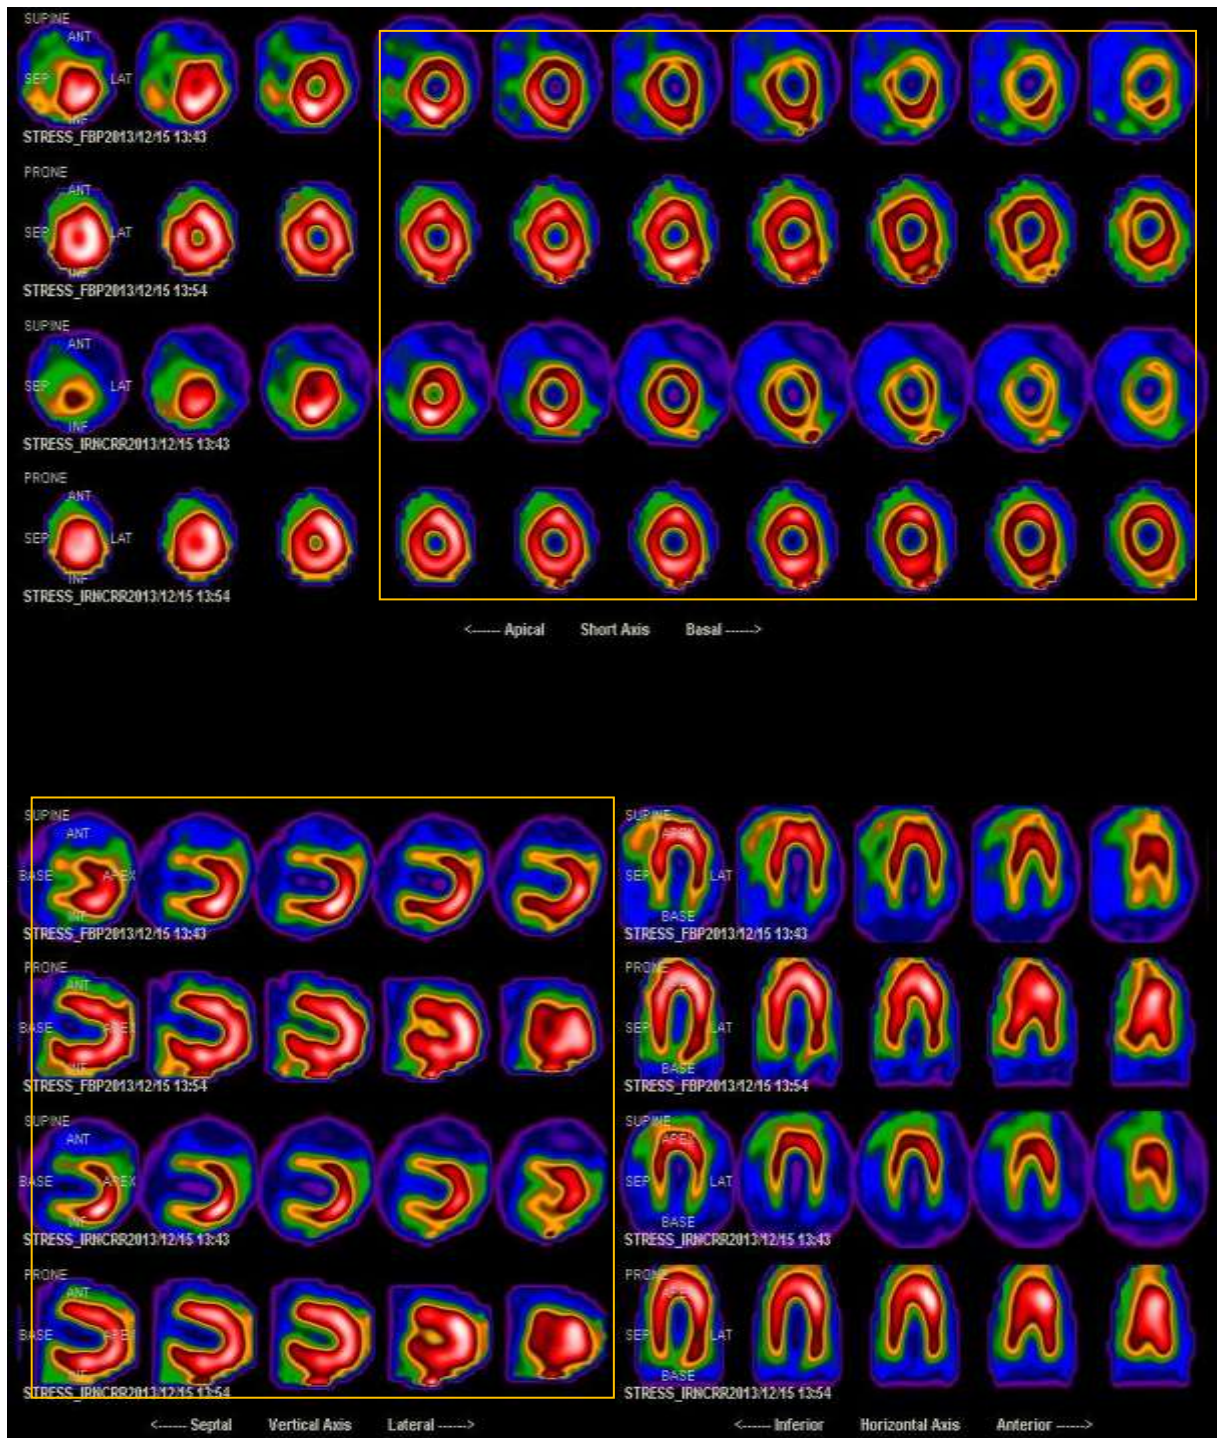 SUPINE
ANT
SEP LAT
INF
STRESS_FBP2013/12/15 13:43
PRONE
ANT
SEP LAT
INF
STRESS_FBP2013/12/15 13:54
SUPINE
ANT
SEP LAT
INF
STRESS_IRNCRR2013/12/15 13:43
PRONE
ANT
SEP LAT
INF
STRESS_IRNCRR2013/12/15 13:54
<------ Apical Short Axis Basal ------>
SUPINE
ANT
BASE APEX
INF
STRESS_FBP2013/12/15 13:43
PRONE
ANT
BASE APEX
INF
STRESS_FBP2013/12/15 13:54
SUPINE
ANT
BASE APEX
INF
STRESS_IRNCRR2013/12/15 13:43
PRONE
ANT
BASE APEX
INF
STRESS_IRNCRR2013/12/15 13:54
<------ Septal Vertical Axis Lateral ------>
SUPINE
APEX
SEP LAT
BASE
STRESS_FBP2013/12/15 13:43
PRONE
APEX
SEP LAT
BASE
STRESS_FBP2013/12/15 13:54
SUPINE
APEX
SEP LAT
BASE
STRESS_IRNCRR2013/12/15 13:43
PRONE
APEX
SEP LAT
BASE
STRESS_IRNCRR2013/12/15 13:54
<------ Inferior Horizontal Axis Anterior ------>